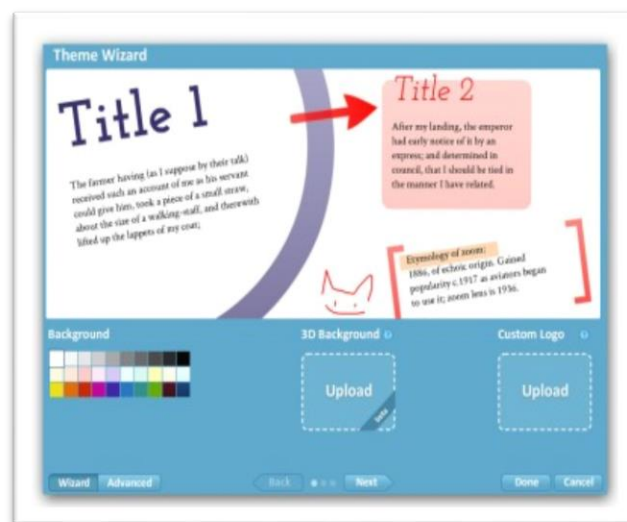 Theme Wizard
Title 1
The farmer having (as I suppose by their talk)
received such an account of me as his servant
could give him, took a piece of a small straw,
about the size of a walking-staff, and therewith
lifted up the lappets of my coat;
Title 2
After my landing, the emperor
had early notice of it by an
express; and determined in
council, that I should be tied in
the manner I have related.
Etymology of zoom:
1886, of echoic origin. Gained
popularity c.1917 as aviators began
to use it; zoom lens is 1936.
Background
3D Background
Custom Logo
Upload
beta
Upload
Wizard
Advanced
Back
Next
Done
Cancel